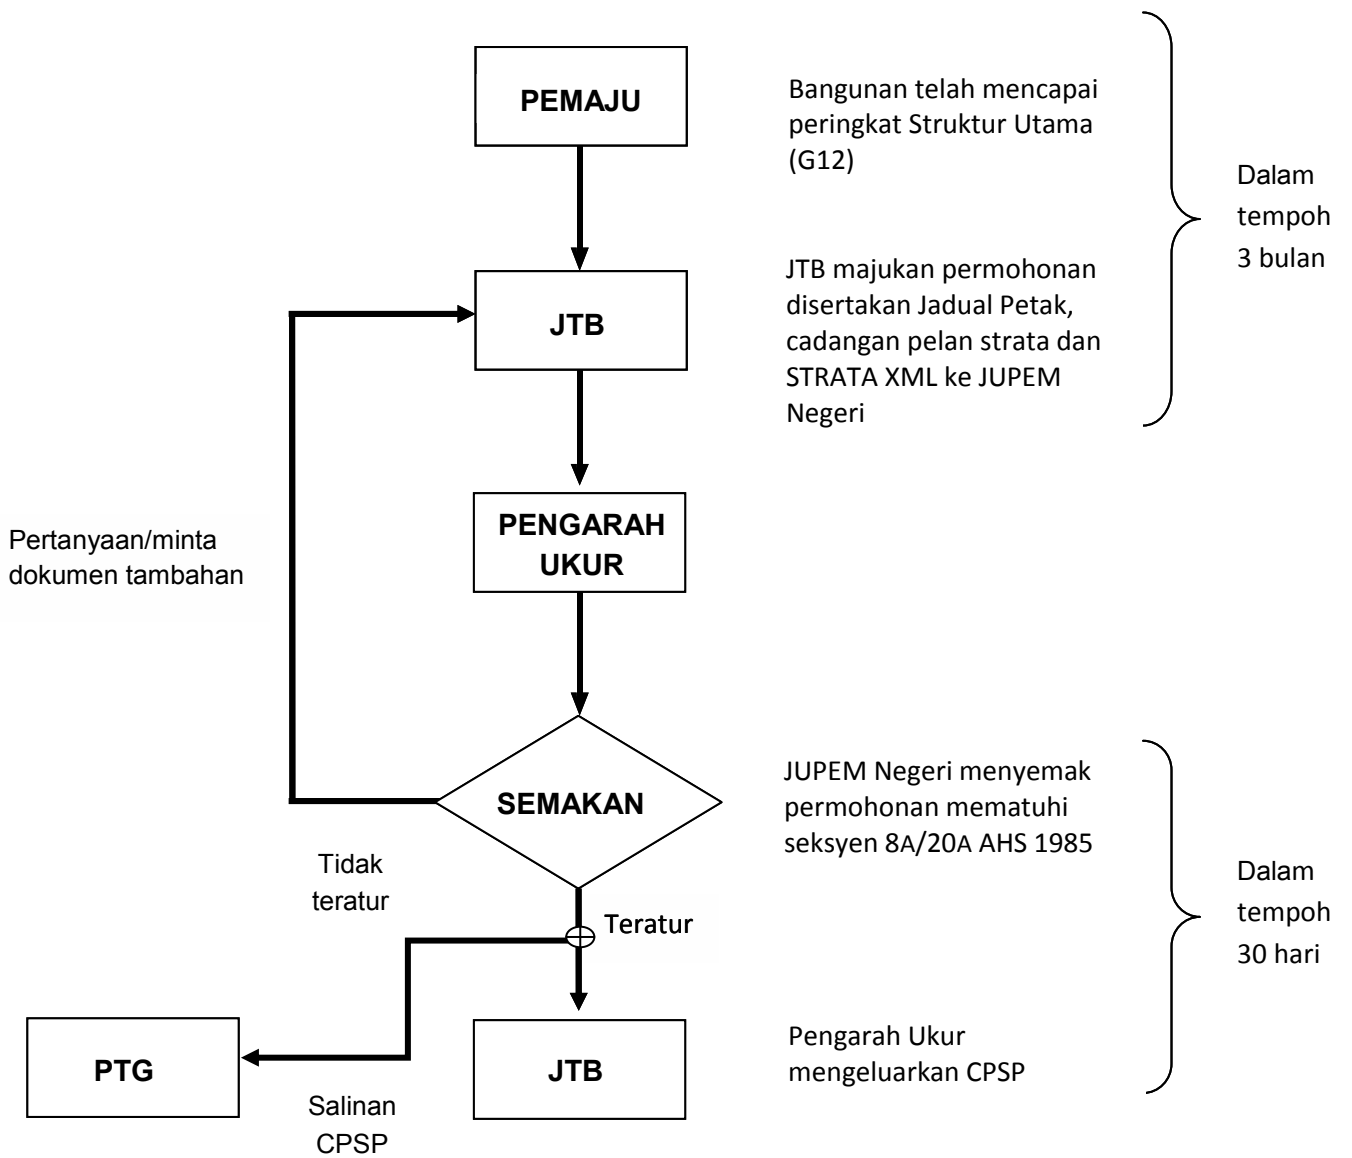 PEMAJU
Bangunan telah mencapai
peringkat Struktur Utama
(G12)
Dalam
tempoh
3 bulan
JTB
JTB majukan permohonan
disertakan Jadual Petak,
cadangan pelan strata dan
STRATA XML ke JUPEM
Negeri
PENGARAH
UKUR
Pertanyaan/minta
dokumen tambahan
SEMAKAN
JUPEM Negeri menyemak
permohonan mematuhi
seksyen 8A/20A AHS 1985
Tidak
teratur
Teratur
Dalam
tempoh
30 hari
PTG
Salinan
CPSP
JTB
Pengarah Ukur
mengeluarkan CPSP